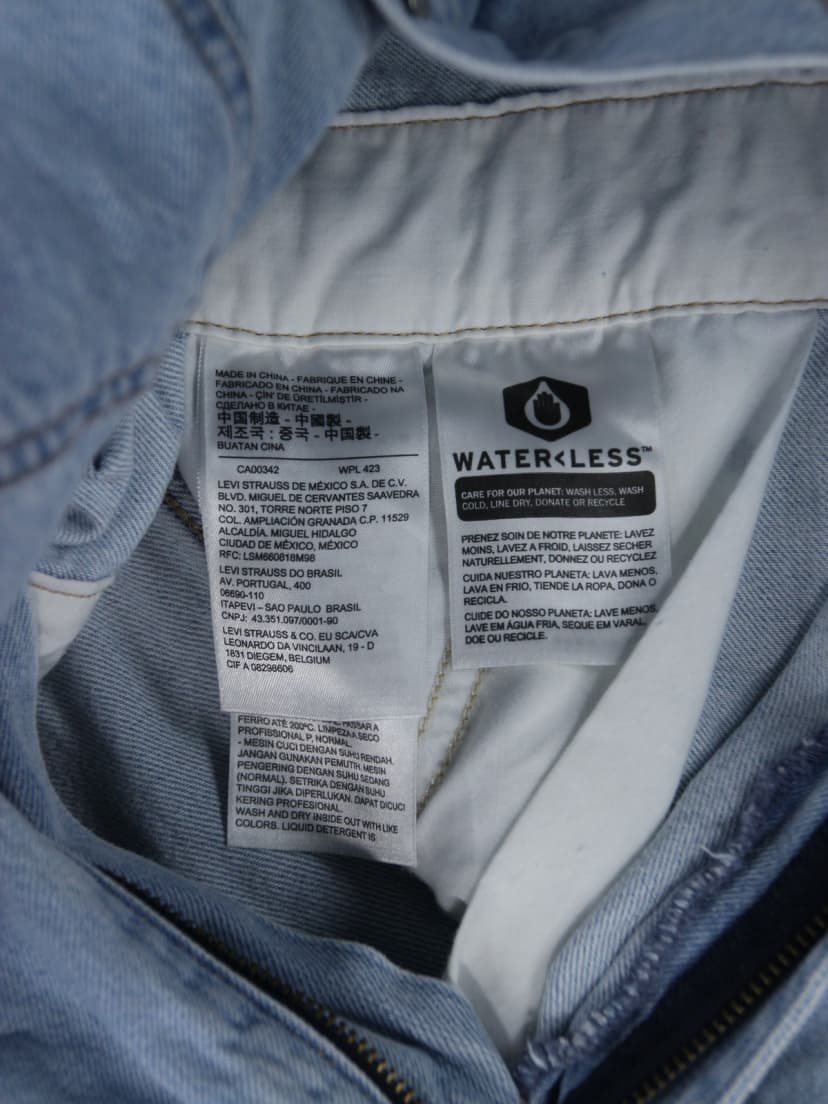 MADE IN CHINA - FABRIQUE EN CHINE -
FABRICADO EN CHINA - FABRICADO NA
CHINA - ÇİN' DE ÜRETİLMİŞTİR -
СДЕЛАНО В КИТАЕ -
中国制造 - 中國製 -
제조국 : 중국 - 中国製 -
BUATAN CINA
CA00342 WPL 423
LEVI STRAUSS DE MÉXICO S.A. DE C.V.
BLVD. MIGUEL DE CERVANTES SAAVEDRA
NO. 301, TORRE NORTE PISO 7
COL. AMPLIACIÓN GRANADA C.P. 11529
ALCALDÍA. MIGUEL HIDALGO
CIUDAD DE MÉXICO, MÉXICO
RFC: LSM660818M98
LEVI STRAUSS DO BRASIL
AV. PORTUGAL, 400
06690-110
ITAPEVI – SAO PAULO BRASIL
CNPJ: 43.351.097/0001-90
LEVI STRAUSS & CO. EU SCA/CVA
LEONARDO DA VINCILAAN, 19 - D
1831 DIEGEM, BELGIUM
CIF A 08298606
FERRO ATÉ 200ºC. LIMPEZA A SECO
PASSAR A
PROFISSIONAL P, NORMAL.
- MESIN CUCI DENGAN SUHU RENDAH.
JANGAN GUNAKAN PEMUTIH. MESIN
PENGERING DENGAN SUHU SEDANG
(NORMAL). SETRIKA DENGAN SUHU
TINGGI JIKA DIPERLUKAN. DAPAT DICUCI
KERING PROFESIONAL.
WASH AND DRY INSIDE OUT WITH LIKE
COLORS. LIQUID DETERGENT IS
WATER<LESS™
CARE FOR OUR PLANET: WASH LESS, WASH
COLD, LINE DRY, DONATE OR RECYCLE
PRENEZ SOIN DE NOTRE PLANETE: LAVEZ
MOINS, LAVEZ A FROID, LAISSEZ SECHER
NATURELLEMENT, DONNEZ OU RECYCLEZ
CUIDA NUESTRO PLANETA: LAVA MENOS,
LAVA EN FRIO, TIENDE LA ROPA, DONA O
RECICLA.
CUIDE DO NOSSO PLANETA: LAVE MENOS,
LAVE EM ÁGUA FRIA, SEQUE EM VARAL,
DOE OU RECICLE.